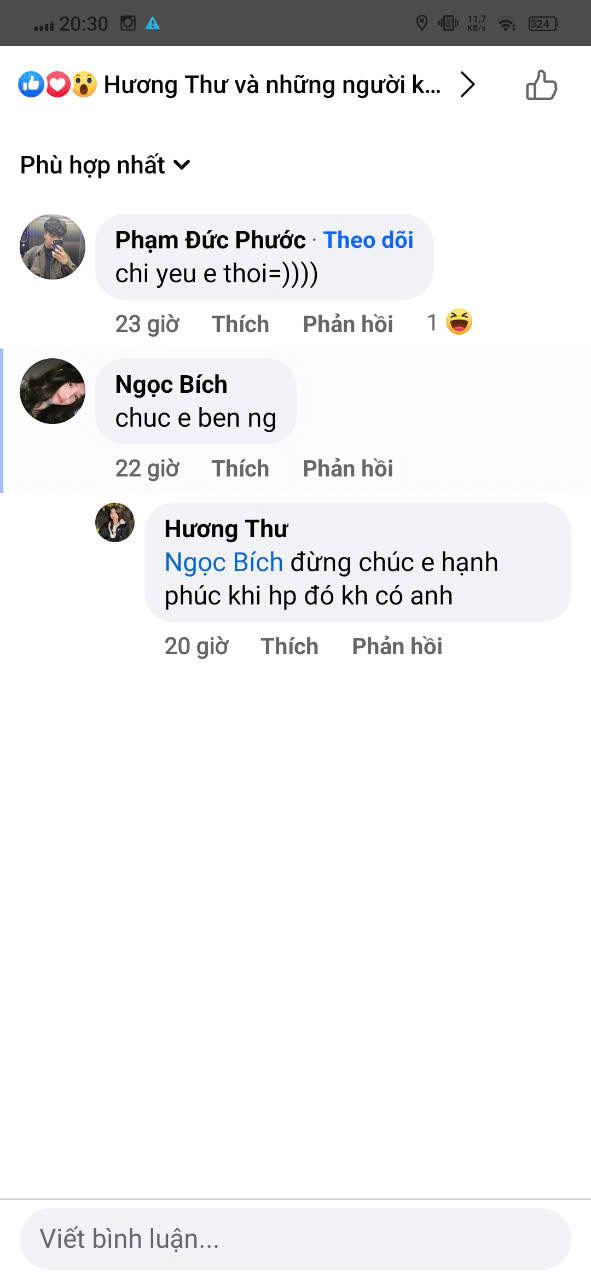 20:30 11,7 KB/s 24
Hương Thư và những người k...
Phù hợp nhất
Phạm Đức Phước · Theo dõi
chi yeu e thoi=))))
23 giờ Thích Phản hồi 1
Ngọc Bích
chuc e ben ng
22 giờ Thích Phản hồi
Hương Thư
Ngọc Bích đừng chúc e hạnh
phúc khi hp đó kh có anh
20 giờ Thích Phản hồi
Viết bình luận...